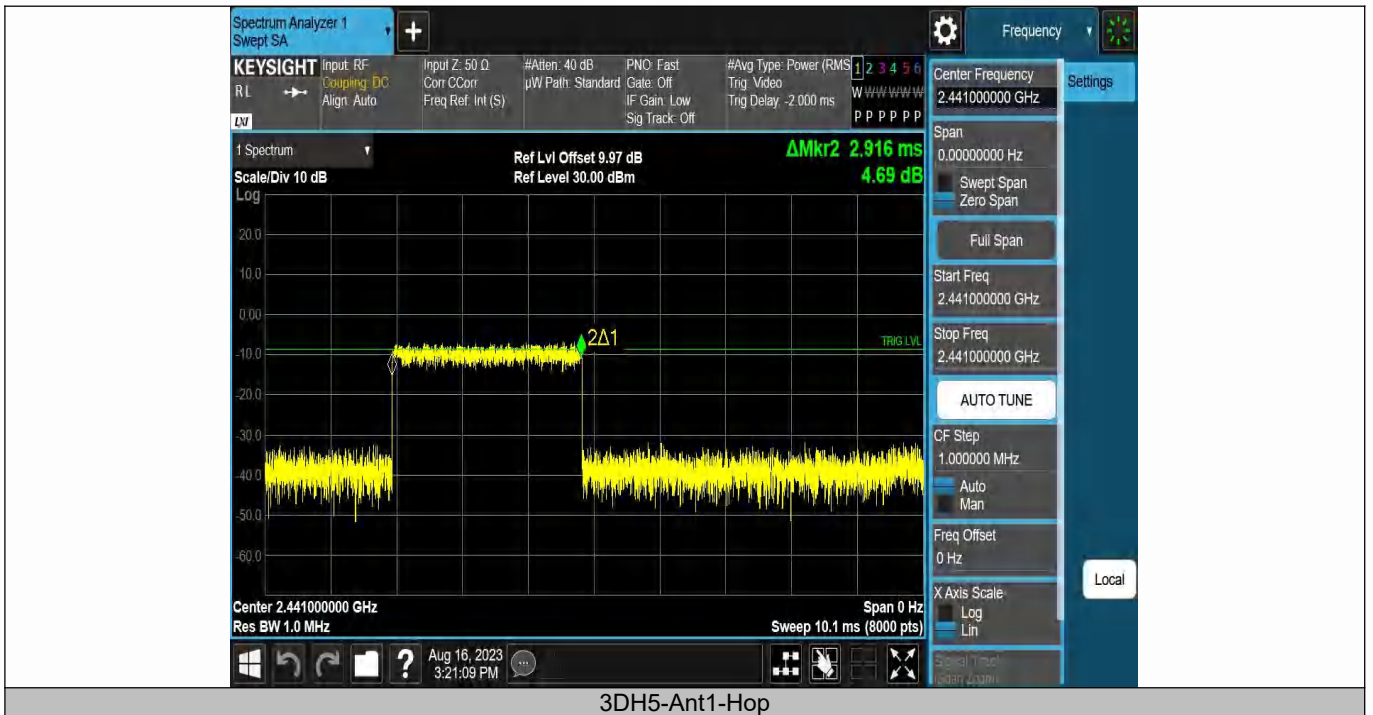 Spectrum Analyzer 1
Swept SA
+
Frequency
KEYSIGHT
Input: RF
Coupling: DC
Align: Auto
Input Z: 50 Ω
Corr CCorr
Freq Ref: Int (S)
#Atten: 40 dB
µW Path: Standard
PNO: Fast
Gate: Off
IF Gain: Low
Sig Track: Off
#Avg Type: Power (RMS
Trig: Video
Trig Delay: -2.000 ms
1 2 3 4 5 6
W W W W W W
P P P P P P
R L
LXI
Center Frequency
2.441000000 GHz
Settings
Span
0.00000000 Hz
Swept Span
Zero Span
Full Span
Start Freq
2.441000000 GHz
Stop Freq
2.441000000 GHz
AUTO TUNE
CF Step
1.000000 MHz
Auto
Man
Freq Offset
0 Hz
X Axis Scale
Log
Lin
Local
1 Spectrum
Scale/Div 10 dB
Log
Ref Lvl Offset 9.97 dB
Ref Level 30.00 dBm
ΔMkr2 2.916 ms
4.69 dB
20.0
10.0
0.00
-10.0
-20.0
-30.0
-40.0
-50.0
-60.0
2Δ1
TRIG LVL
Center 2.441000000 GHz
Res BW 1.0 MHz
Span 0 Hz
Sweep 10.1 ms (8000 pts)
?
Aug 16, 2023
3:21:09 PM
3DH5-Ant1-Hop